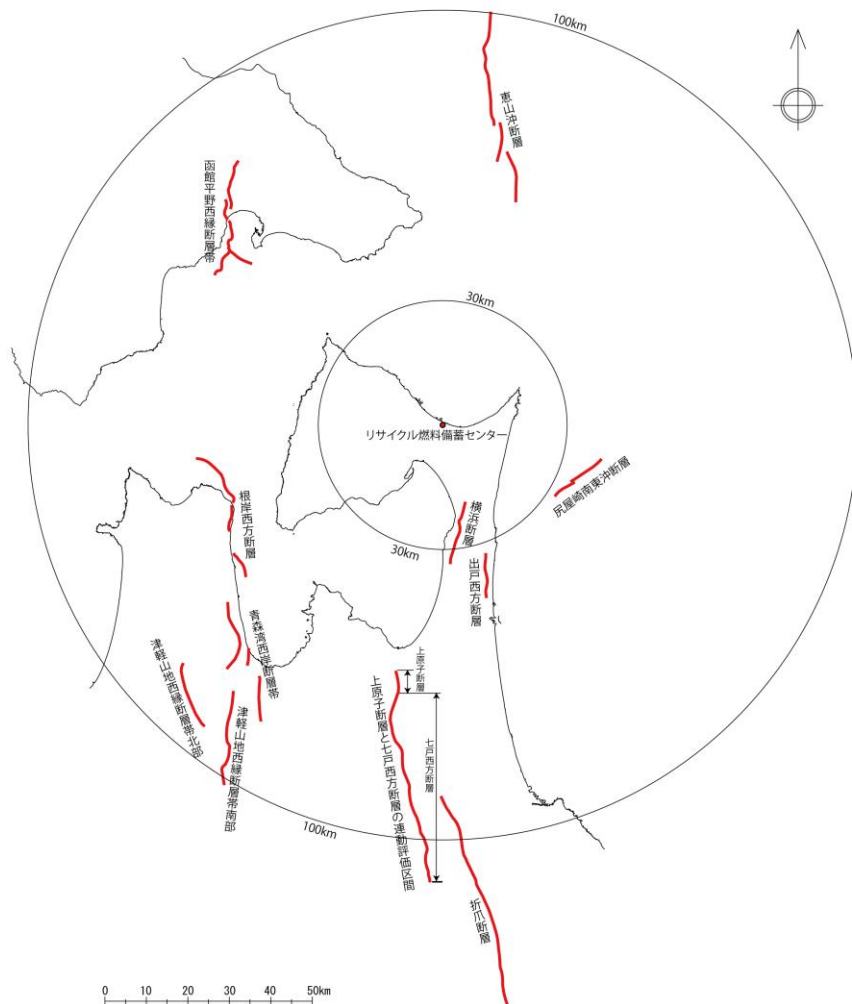 100km
恵山沖断層
函館平野西縁断層帯
30km
リサイクル燃料備蓄センター
尻屋崎南東沖断層
根岸西方断層
横浜断層
30km
出戸西方断層
青森湾西岸断層帯
津軽山地西縁断層帯北部
津軽山地西縁断層帯南部
上原子断層
七戸西方断層
上原子断層と七戸西方断層の連動評価区間
100km
折爪断層
0 10 20 30 40 50km